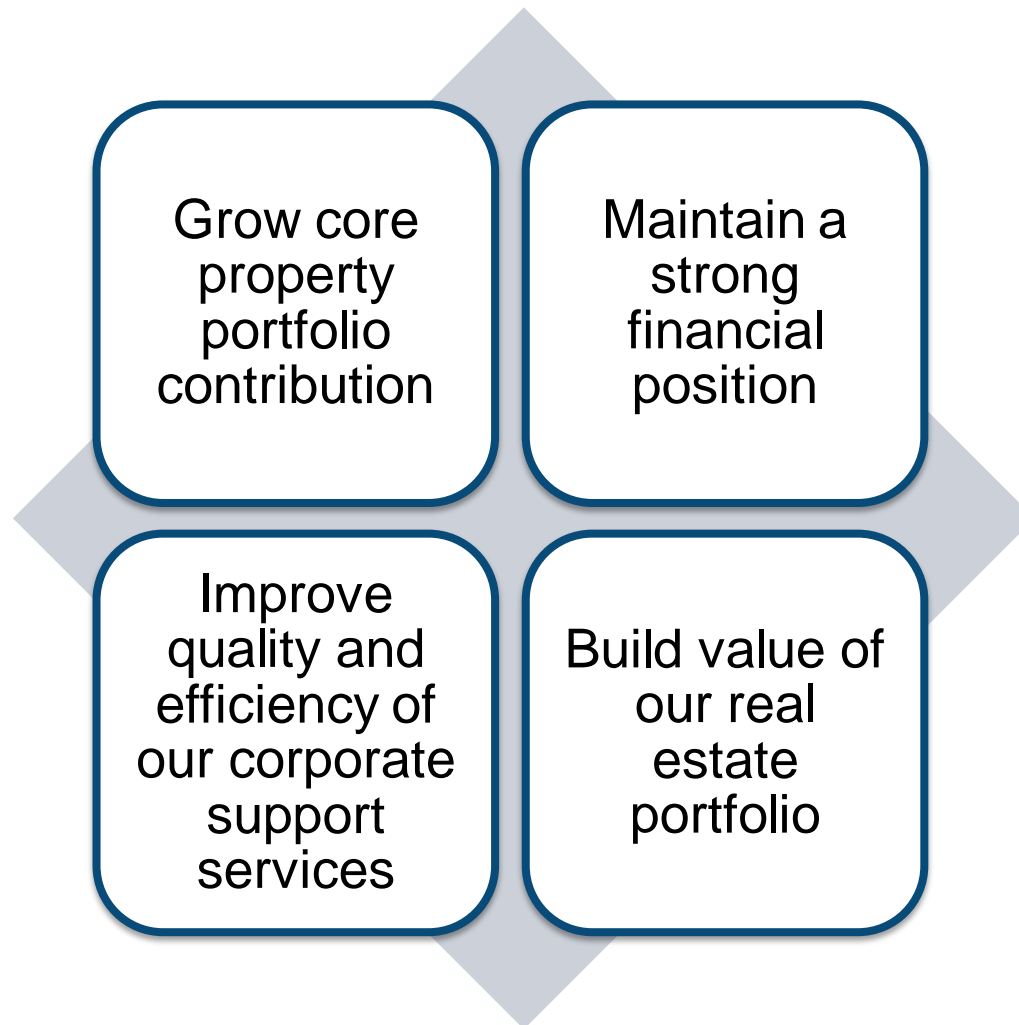 Grow core
property
portfolio
contribution
Maintain a
strong
financial
position
Improve
quality and
efficiency of
our corporate
support
services
Build value of
our real
estate
portfolio